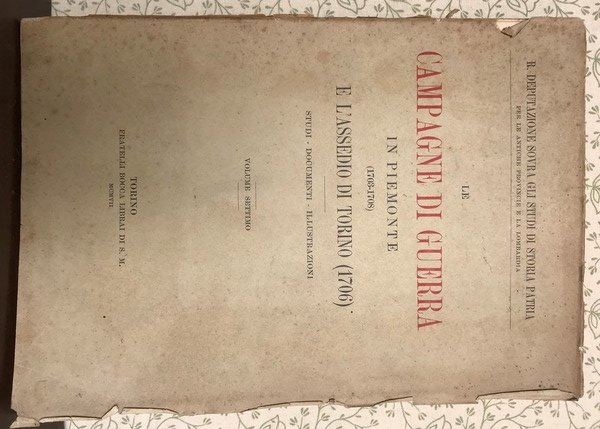 R. DEPUTAZIONE SOVRA GLI STUDI DI STORIA PATRIA
PER LE ANTICHE PROVINCIE E LA LOMBARDIA
LE
CAMPAGNE DI GUERRA
IN PIEMONTE
(1703-1708)
E L'ASSEDIO DI TORINO (1706)
STUDI - DOCUMENTI - ILLUSTRAZIONI
VOLUME SETTIMO
TORINO
FRATELLI BOCCA LIBRAI DI S. M.
MCMVII